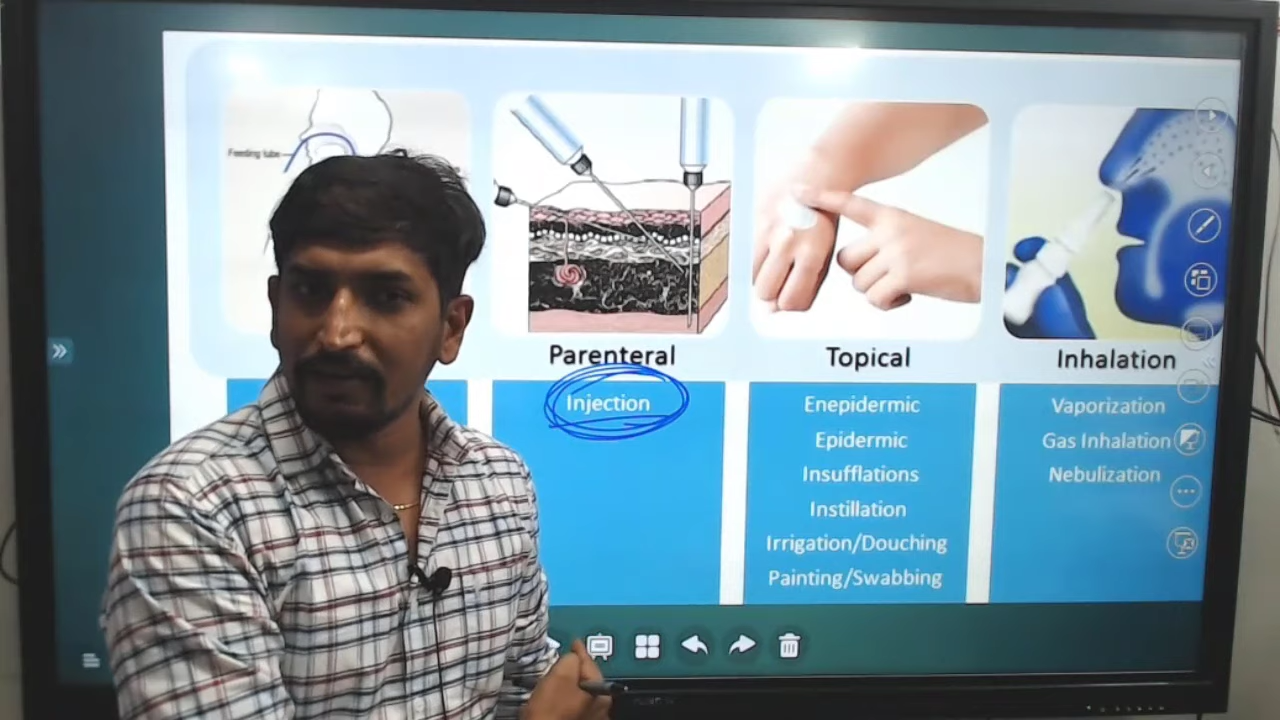 Feeding tube
Parenteral
Topical
Inhalation
Injection
Enepidermic
Epidermic
Insufflations
Instillation
Irrigation/Douching
Painting/Swabbing
Vaporization
Gas Inhalation
Nebulization